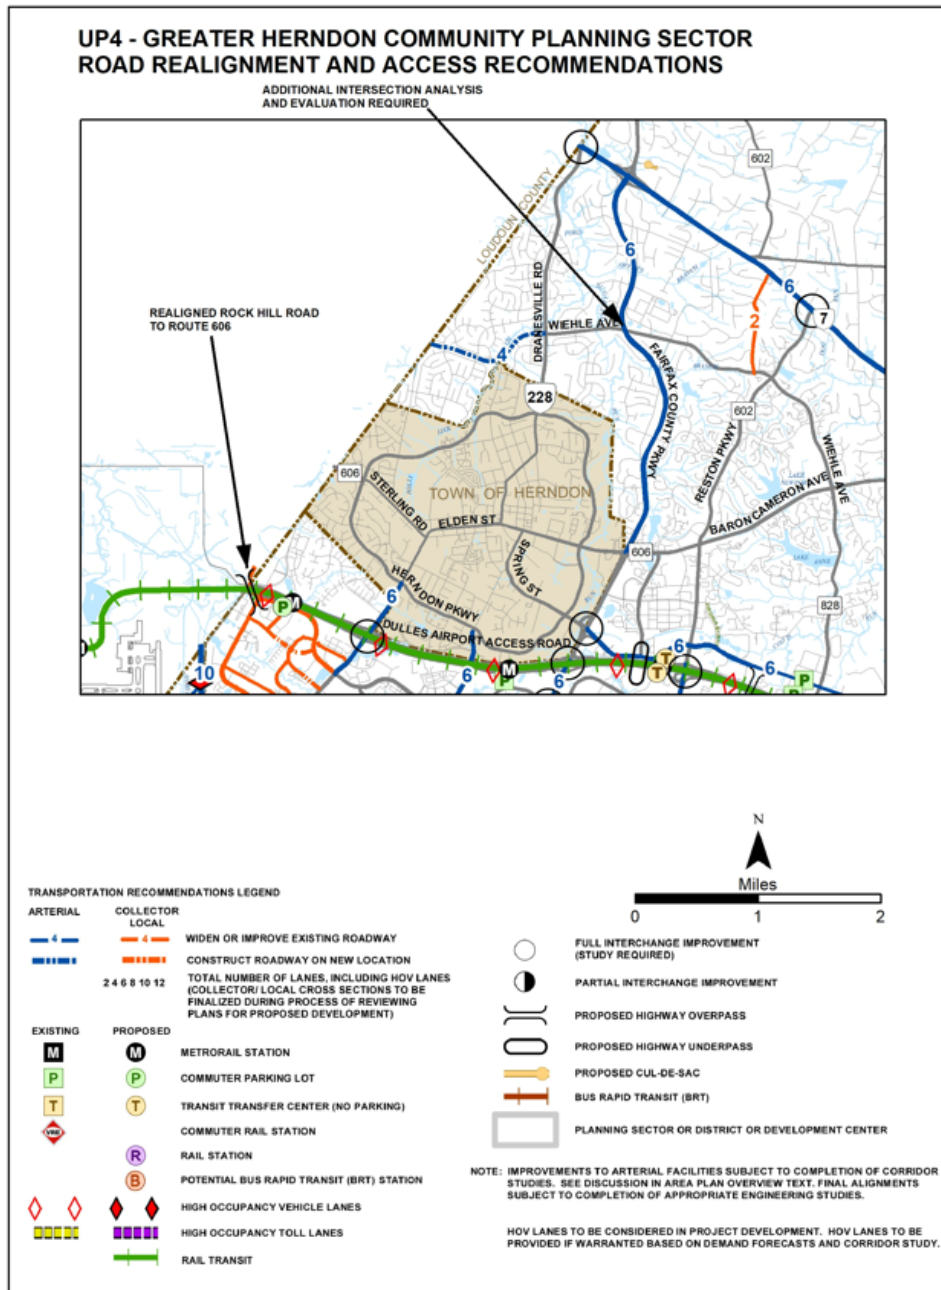 UP4 - GREATER HERNDON COMMUNITY PLANNING SECTOR
ROAD REALIGNMENT AND ACCESS RECOMMENDATIONS
ADDITIONAL INTERSECTION ANALYSIS
AND EVALUATION REQUIRED
REALIGNED ROCK HILL ROAD
TO ROUTE 606
LOUDOUN COUNTY
DRANESVILLE RD
602
6
6
7
2
WIEHLE AVE
4
FAIRFAX COUNTY PKWY
228
602
RESTON PKWY
WIEHLE AVE
606
STERLING RD
TOWN OF HERNDON
ELDEN ST
SPRING ST
BARON CAMERON AVE
606
HERNDON PKWY
6
DULLES AIRPORT ACCESS ROAD
828
M
P
10
6
M
P
6
T
6
6
P
P
N
Miles
0 1 2
TRANSPORTATION RECOMMENDATIONS LEGEND
ARTERIAL
COLLECTOR
LOCAL
4 4 WIDEN OR IMPROVE EXISTING ROADWAY
CONSTRUCT ROADWAY ON NEW LOCATION
2 4 6 8 10 12 TOTAL NUMBER OF LANES, INCLUDING HOV LANES
(COLLECTOR/ LOCAL CROSS SECTIONS TO BE
FINALIZED DURING PROCESS OF REVIEWING
PLANS FOR PROPOSED DEVELOPMENT)
EXISTING PROPOSED
M M METRORAIL STATION
P P COMMUTER PARKING LOT
T T TRANSIT TRANSFER CENTER (NO PARKING)
VRE COMMUTER RAIL STATION
R RAIL STATION
B POTENTIAL BUS RAPID TRANSIT (BRT) STATION
HIGH OCCUPANCY VEHICLE LANES
HIGH OCCUPANCY TOLL LANES
RAIL TRANSIT
FULL INTERCHANGE IMPROVEMENT
(STUDY REQUIRED)
PARTIAL INTERCHANGE IMPROVEMENT
PROPOSED HIGHWAY OVERPASS
PROPOSED HIGHWAY UNDERPASS
PROPOSED CUL-DE-SAC
BUS RAPID TRANSIT (BRT)
PLANNING SECTOR OR DISTRICT OR DEVELOPMENT CENTER
NOTE: IMPROVEMENTS TO ARTERIAL FACILITIES SUBJECT TO COMPLETION OF CORRIDOR
STUDIES. SEE DISCUSSION IN AREA PLAN OVERVIEW TEXT. FINAL ALIGNMENTS
SUBJECT TO COMPLETION OF APPROPRIATE ENGINEERING STUDIES.
HOV LANES TO BE CONSIDERED IN PROJECT DEVELOPMENT. HOV LANES TO BE
PROVIDED IF WARRANTED BASED ON DEMAND FORECASTS AND CORRIDOR STUDY.